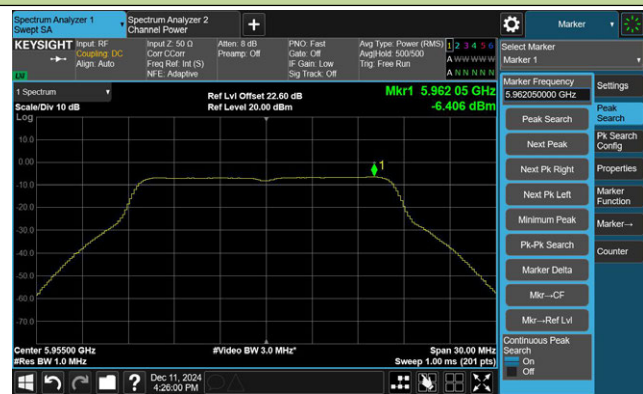 Spectrum Analyzer 1
Swept SA
Spectrum Analyzer 2
Channel Power
Marker
KEYSIGHT
Input: RF
Coupling: DC
Align: Auto
Input Z: 50 Ω
Corr CCorr
Freq Ref: Int (S)
NFE: Adaptive
Atten: 8 dB
Preamp: Off
PNO: Fast
Gate: Off
IF Gain: Low
Sig Track: Off
Avg Type: Power (RMS)
Avg|Hold: 500/500
Trig: Free Run
1 2 3 4 5 6
A W W W W W
A N N N N N
LV
Select Marker
Marker 1
1 Spectrum
Scale/Div 10 dB
Ref Lvl Offset 22.60 dB
Ref Level 20.00 dBm
Mkr1 5.962 05 GHz
-6.406 dBm
Log
10.0
0.00
-10.0
-20.0
-30.0
-40.0
-50.0
-60.0
-70.0
1
Center 5.95500 GHz
#Res BW 1.0 MHz
#Video BW 3.0 MHz*
Span 30.00 MHz
Sweep 1.00 ms (201 pts)
Marker Frequency
5.962050000 GHz
Peak Search
Next Peak
Next Pk Right
Next Pk Left
Minimum Peak
Pk-Pk Search
Marker Delta
Mkr→CF
Mkr→Ref Lvl
Continuous Peak
Search
On
Off
Settings
Peak
Search
Pk Search
Config
Properties
Marker
Function
Marker→
Counter
Dec 11, 2024
4:26:00 PM